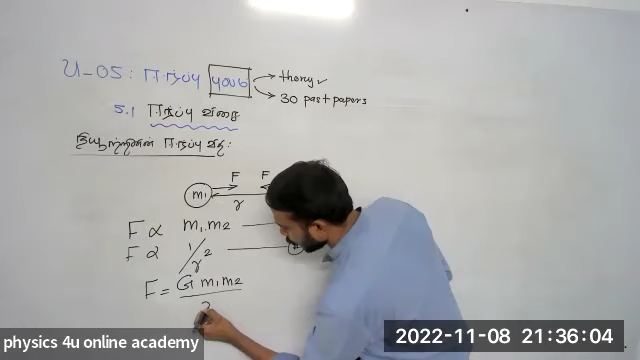 U-05: ஈர்ப்பு புலம் → theory ✓
→ 30 past papers
5.1 ஈர்ப்பு விசை
நியூற்றனின் ஈர்ப்பு விதி:
F F
m₁
r
F ∝ m₁.m₂
F ∝ 1/r²
F = G m₁m₂
physics 4u online academy
2022-11-08 21:36:04